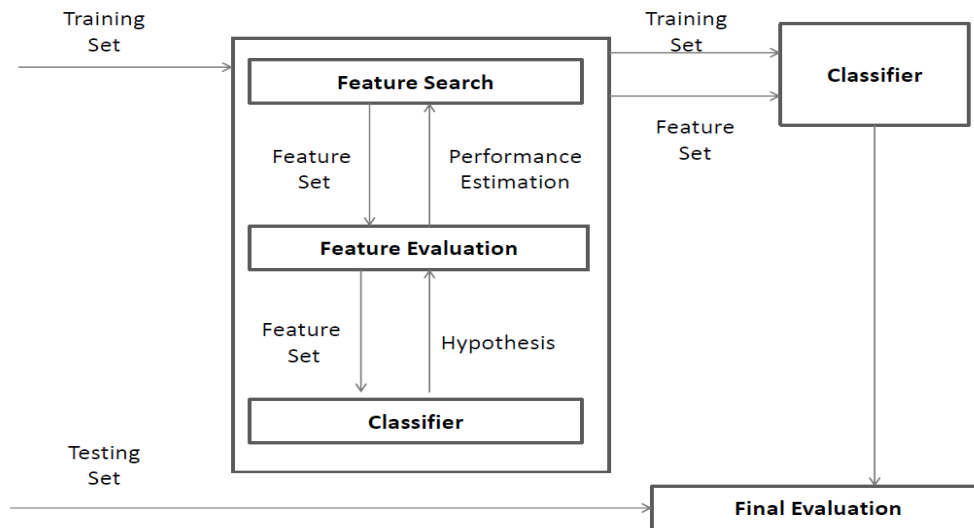 Training
Set
Training
Set
Classifier
Feature Search
Feature
Set
Feature
Set
Performance
Estimation
Feature Evaluation
Feature
Set
Hypothesis
Classifier
Testing
Set
Final Evaluation